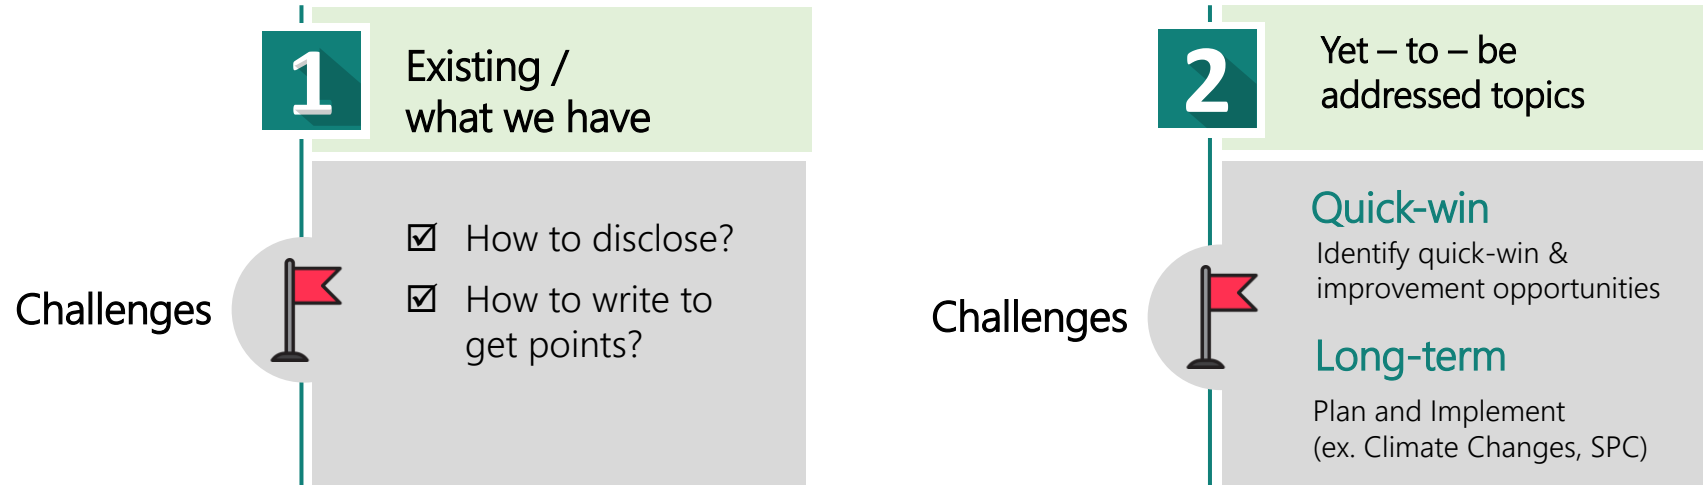 1
Existing /
what we have
Challenges
☑ How to disclose?
☑ How to write to
get points?
2
Yet – to – be
addressed topics
Challenges
Quick-win
Identify quick-win &
improvement opportunities
Long-term
Plan and Implement
(ex. Climate Changes, SPC)